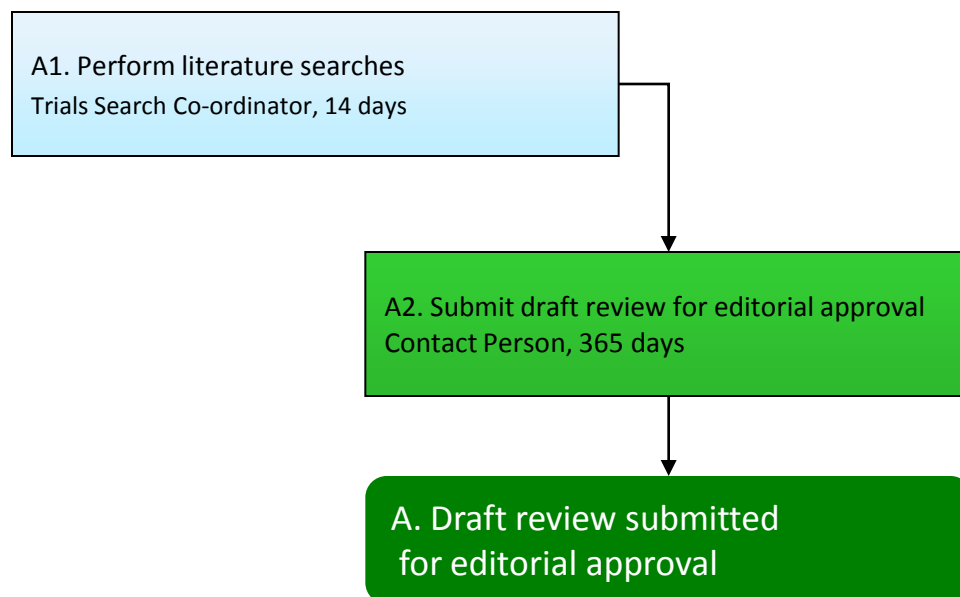 A1. Perform literature searches
Trials Search Co-ordinator, 14 days
A2. Submit draft review for editorial approval
Contact Person, 365 days
A. Draft review submitted
for editorial approval